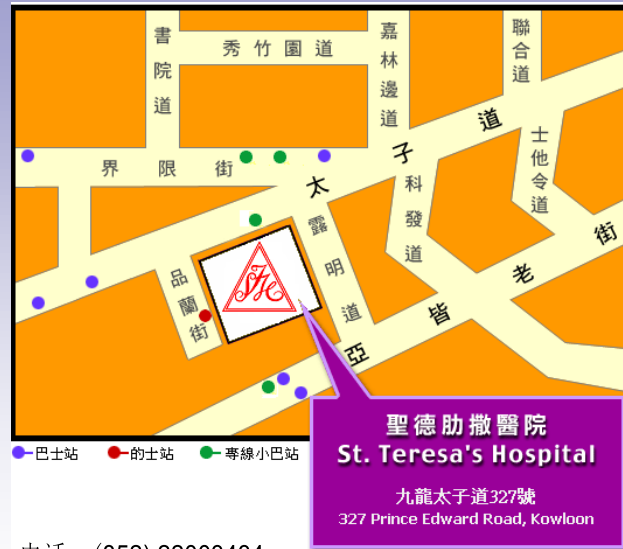 書院道
秀竹園道
嘉林邊道
聯合道
太子道
士他令道
界限街
科發道
露明道
品蘭街
亞皆老街
聖德肋撒醫院
St. Teresa's Hospital
九龍太子道327號
327 Prince Edward Road, Kowloon
巴士站
的士站
專線小巴站